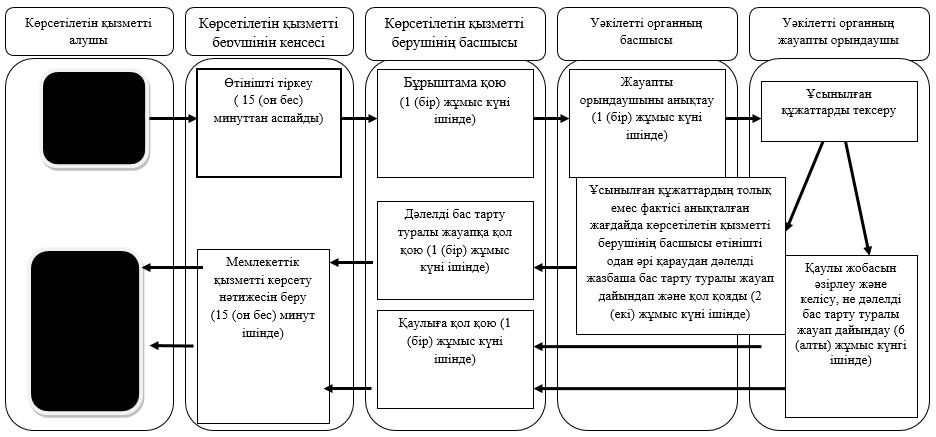 Көрсетілетін қызметті
алушы
Көрсетілетін қызметті
берушінің кеңсесі
Көрсетілетін қызметті
берушінің басшысы
Уәкілетті органның
басшысы
Уәкілетті органның
жауапты орындаушы
Өтінішті тіркеу
( 15 (он бес)
минуттан аспайды)
Бұрыштама қою
(1 (бір) жұмыс күні
ішінде)
Жауапты
орындаушыны анықтау
(1 (бір) жұмыс күні
ішінде)
Ұсынылған
құжаттарды тексеру
Ұсынылған құжаттардың толық
емес фактісі анықталған
жағдайда көрсетілетін қызметті
берушінің басшысы өтінішті
одан әрі қараудан дәлелді
жазбаша бас тарту туралы жауап
дайындап және қол қояды (2
(екі) жұмыс күні ішінде)
Дәлелді бас тарту
туралы жауапқа қол
қою (1 (бір) жұмыс
күні ішінде)
Мемлекеттік
қызметті көрсету
нәтижесін беру
(15 (он бес) минут
ішінде)
Қаулы жобасын
әзірлеу және
келісу, не дәлелді
бас тарту туралы
жауап дайындау (6
(алты) жұмыс күнгі
ішінде)
Қаулыға қол қою (1
(бір) жұмыс күні
ішінде)